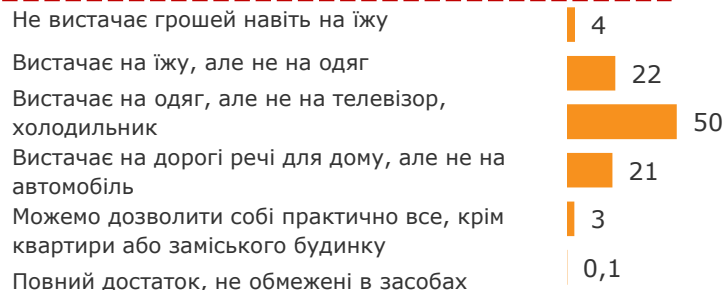 Не вистачає грошей навіть на їжу 4
Вистачає на їжу, але не на одяг 22
Вистачає на одяг, але не на телевізор,
холодильник 50
Вистачає на дорогі речі для дому, але не на
автомобіль 21
Можемо дозволити собі практично все, крім
квартири або заміського будинку 3
Повний достаток, не обмежені в засобах 0,1